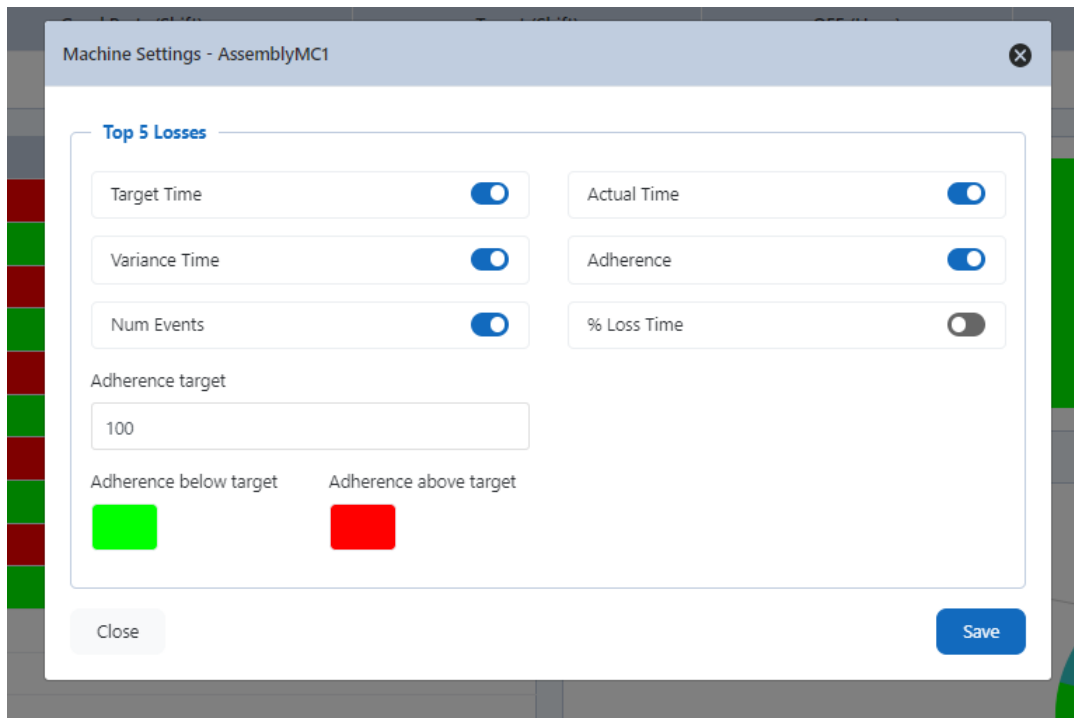 Machine Settings - AssemblyMC1
Top 5 Losses
Target Time
Actual Time
Variance Time
Adherence
Num Events
% Loss Time
Adherence target
100
Adherence below target
Adherence above target
Close
Save